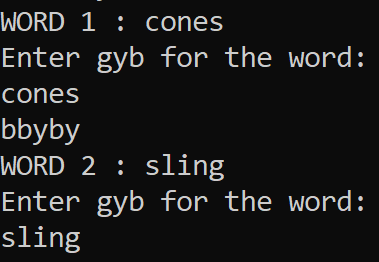 WORD 1 : cones
Enter gyb for the word:
cones
bbyby
WORD 2 : sling
Enter gyb for the word:
sling